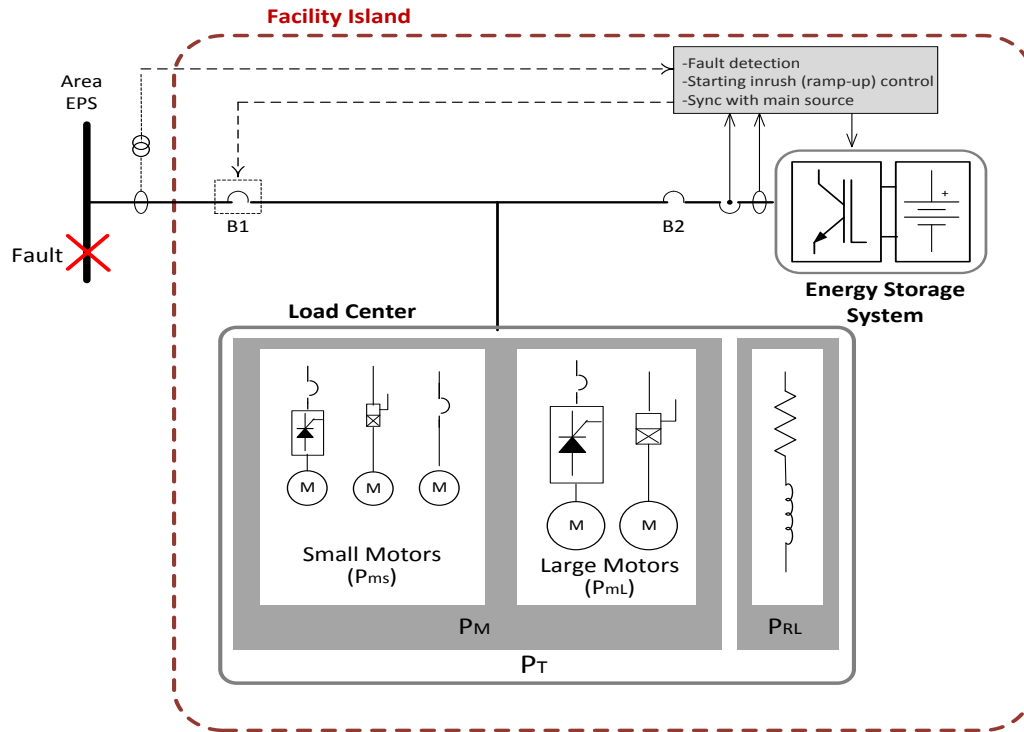 Facility Island
Area
EPS
-Fault detection
-Starting inrush (ramp-up) control
-Sync with main source
B1
B2
+
Fault
Energy Storage
System
Load Center
M
M
M
M
M
Small Motors
(Pms)
Large Motors
(PmL)
PM
PRL
PT